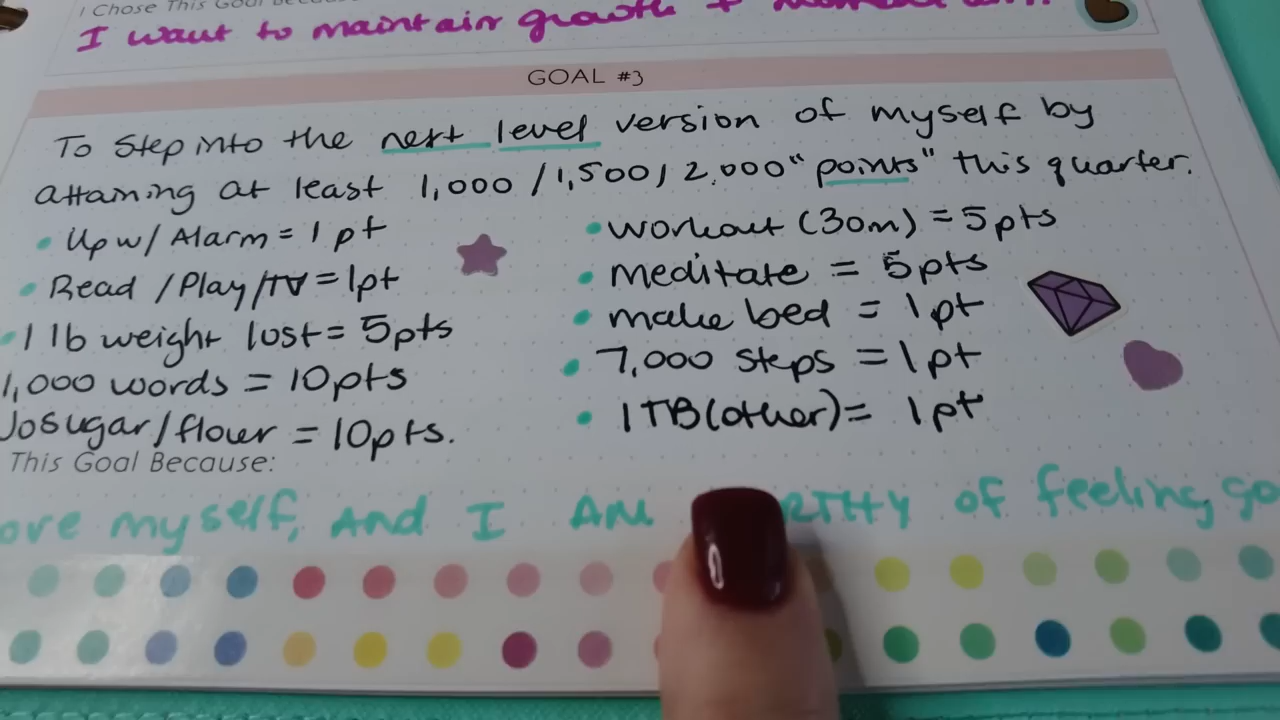 I Chose This Goal
I want to maintain growth +
GOAL #3
To Step into the next level version of myself by
attaining at least 1,000 / 1,500 / 2,000 "points" this quarter.
• Up w/ Alarm = 1 pt
• Read / Play / TV = 1pt
• 1 lb weight lost = 5pts
1,000 words = 10pts
sugar/flour = 10pts.
• Workout (30m) = 5pts
• meditate = 5pts
• make bed = 1pt
• 7,000 steps = 1pt
• 1TB (other) = 1pt
This Goal Because:
myself, And I AM of feeling